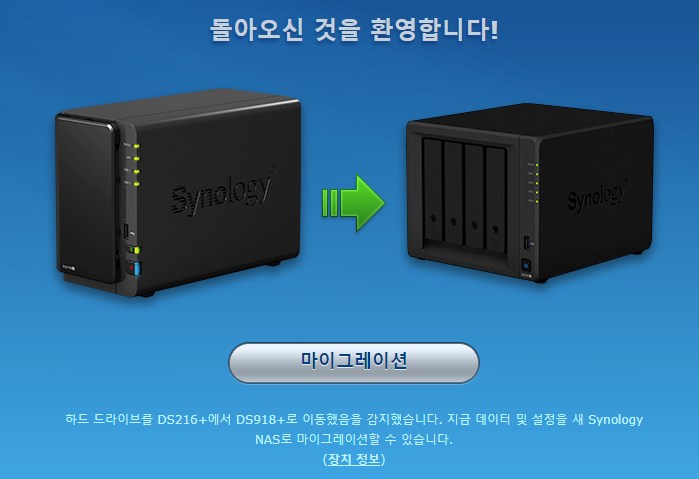 돌아오신 것을 환영합니다!
Synology
Synology
마이그레이션
하드 드라이브를 DS216+에서 DS918+로 이동했음을 감지했습니다. 지금 데이터 및 설정을 새 Synology
NAS로 마이그레이션할 수 있습니다.
(장치 정보)